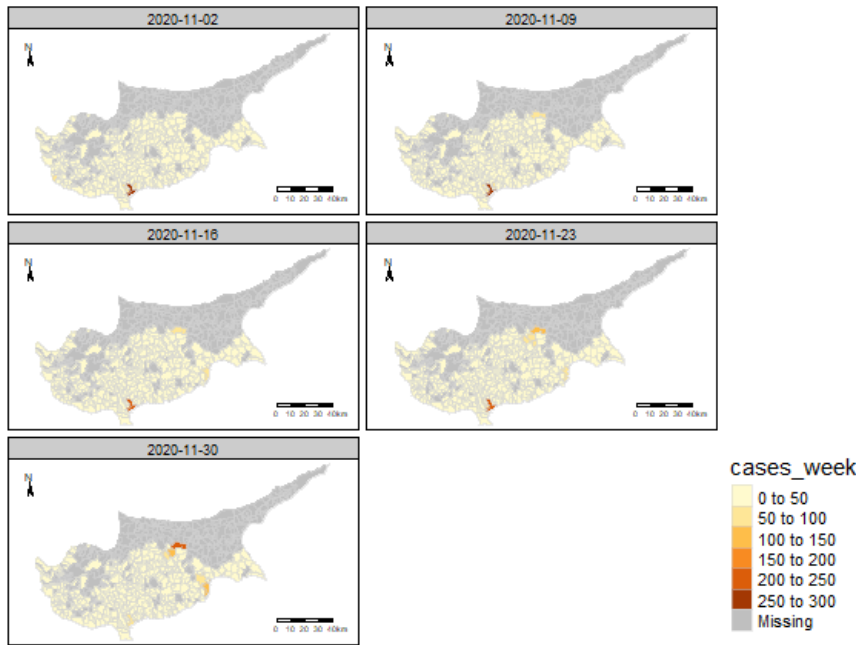 2020-11-02
2020-11-09
N
0 10 20 30 40km
N
0 10 20 30 40km
2020-11-16
2020-11-23
N
0 10 20 30 40km
N
0 10 20 30 40km
2020-11-30
N
0 10 20 30 40km
cases_week
0 to 50
50 to 100
100 to 150
150 to 200
200 to 250
250 to 300
Missing